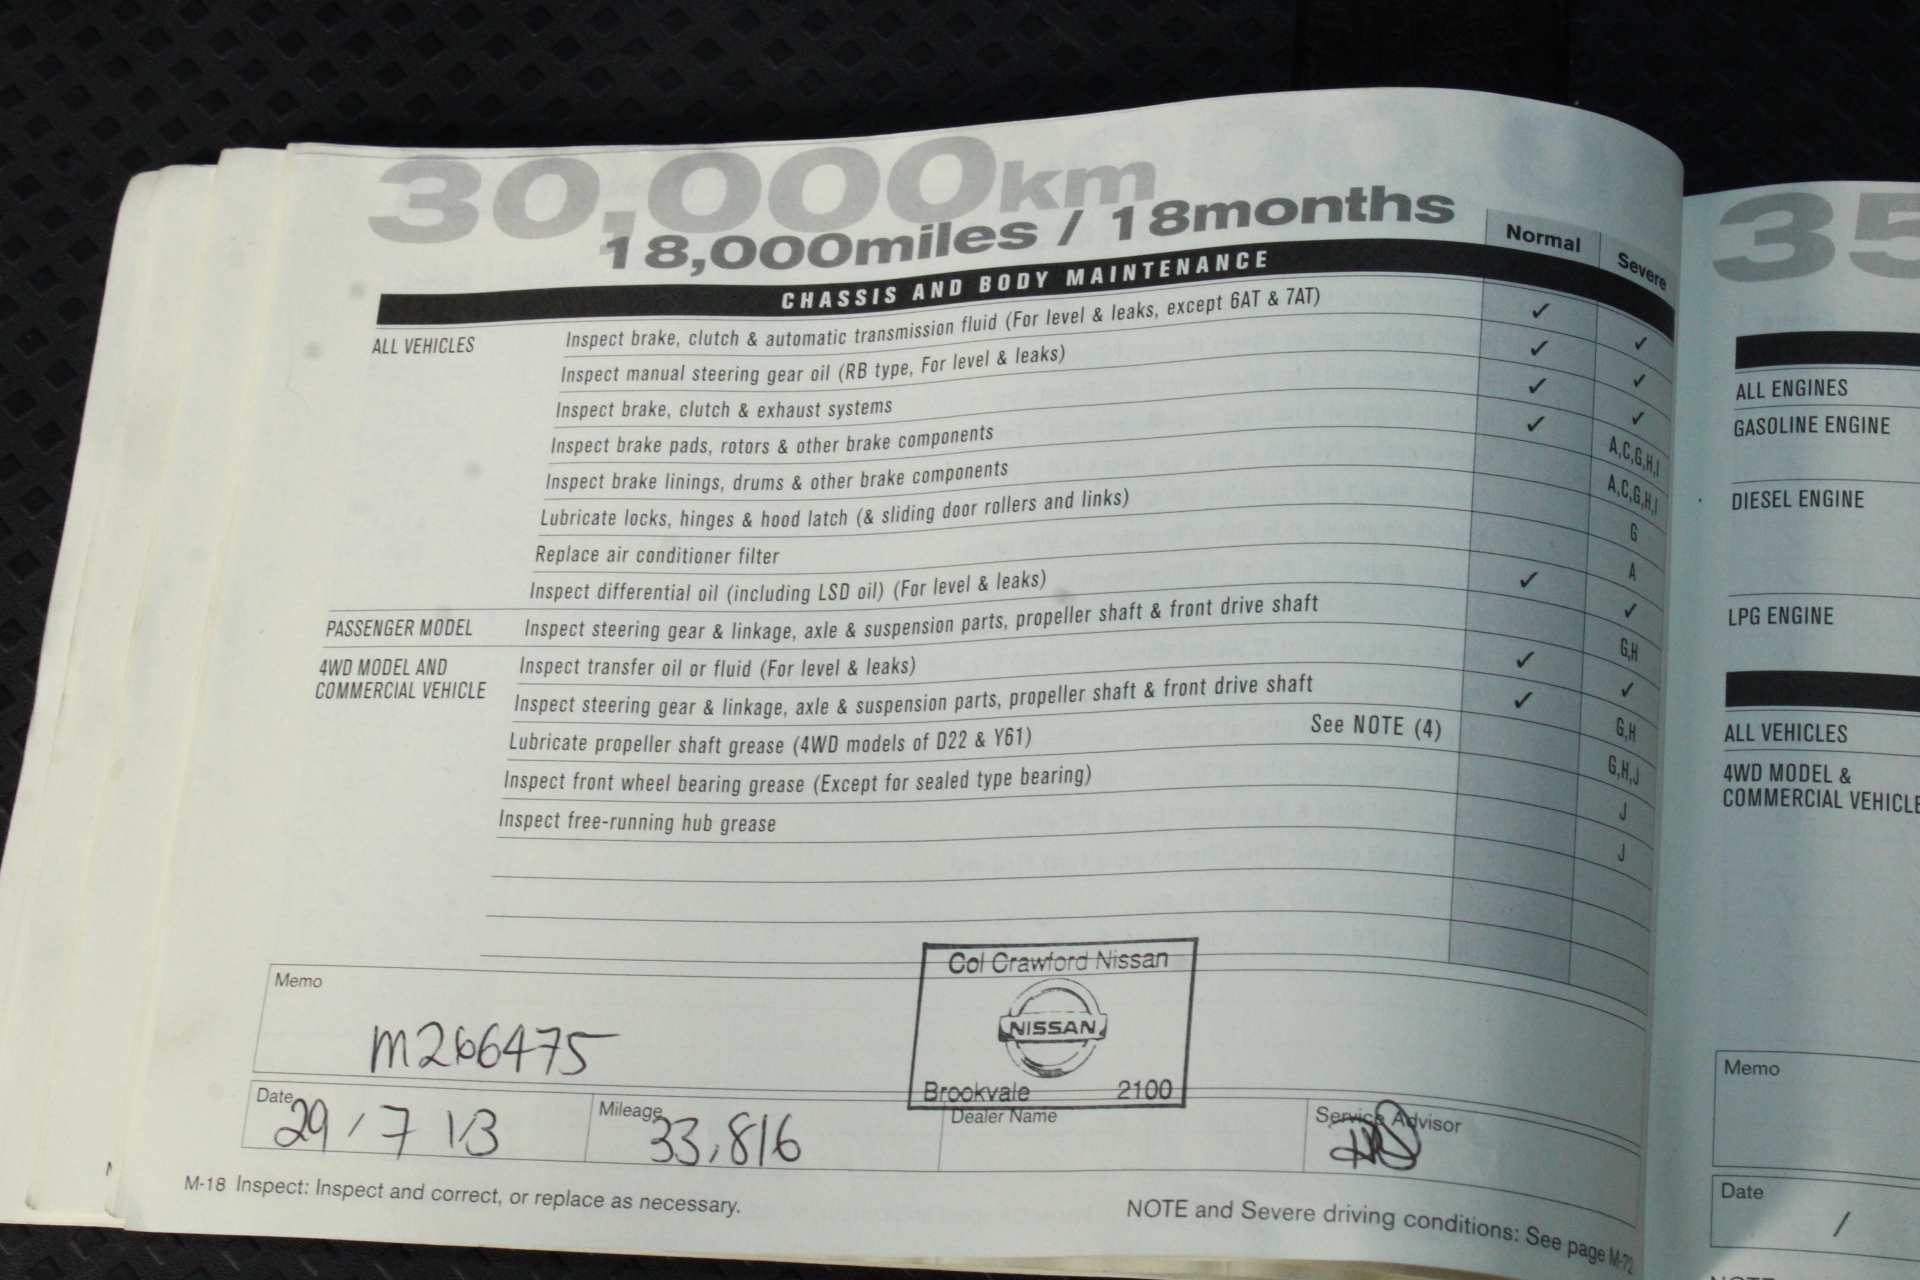 30,000km
18,000miles / 18months
Normal Severe
CHASSIS AND BODY MAINTENANCE
ALL VEHICLES Inspect brake, clutch & automatic transmission fluid (For level & leaks, except 6AT & 7AT) ✓ ✓
Inspect manual steering gear oil (RB type, For level & leaks) ✓ ✓
Inspect brake, clutch & exhaust systems ✓ ✓
Inspect brake pads, rotors & other brake components ✓ A,C,G,H,I
Inspect brake linings, drums & other brake components A,C,G,H,I
Lubricate locks, hinges & hood latch (& sliding door rollers and links) G
Replace air conditioner filter A
Inspect differential oil (including LSD oil) (For level & leaks) ✓ ✓
PASSENGER MODEL Inspect steering gear & linkage, axle & suspension parts, propeller shaft & front drive shaft G,H
4WD MODEL AND Inspect transfer oil or fluid (For level & leaks) ✓ ✓
COMMERCIAL VEHICLE Inspect steering gear & linkage, axle & suspension parts, propeller shaft & front drive shaft ✓ G,H
Lubricate propeller shaft grease (4WD models of D22 & Y61) See NOTE (4) G,H,J
Inspect front wheel bearing grease (Except for sealed type bearing) J
Inspect free-running hub grease J
Memo
M266475
Col Crawford Nissan
NISSAN
Brookvale 2100
Date 29/7/13 Mileage 33,816 Dealer Name Service Advisor
M-18 Inspect: Inspect and correct, or replace as necessary.
NOTE and Severe driving conditions: See page M-72
35
ALL ENGINES
GASOLINE ENGINE
DIESEL ENGINE
LPG ENGINE
ALL VEHICLES
4WD MODEL &
COMMERCIAL VEHICLE
Memo
Date /